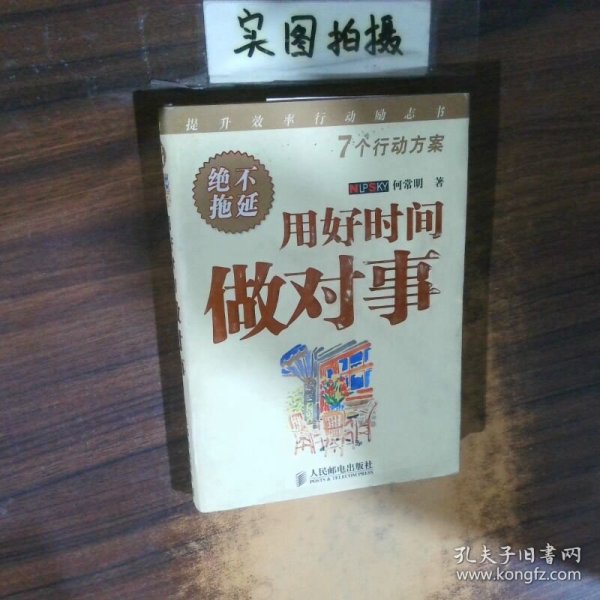 实图拍摄
提升效率行动励志书
7个行动方案
绝不
拖延
NLPSKY 何常明 著
用好时间
做对事
人民邮电出版社
POSTS & TELECOM PRESS
孔夫子旧书网
www.kongfz.com